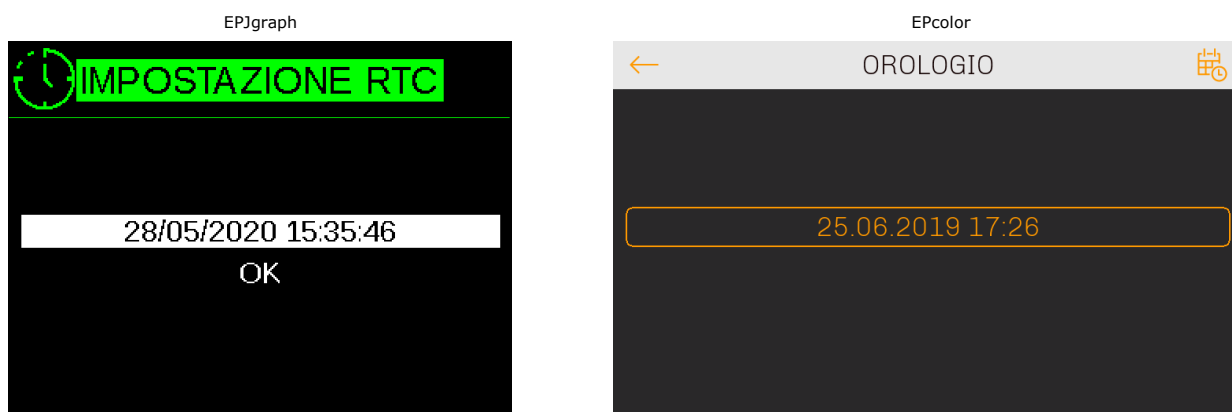 EPJgraph
IMPOSTAZIONE RTC
28/05/2020 15:35:46
OK
EPcolor
OROLOGIO
25.06.2019 17:26